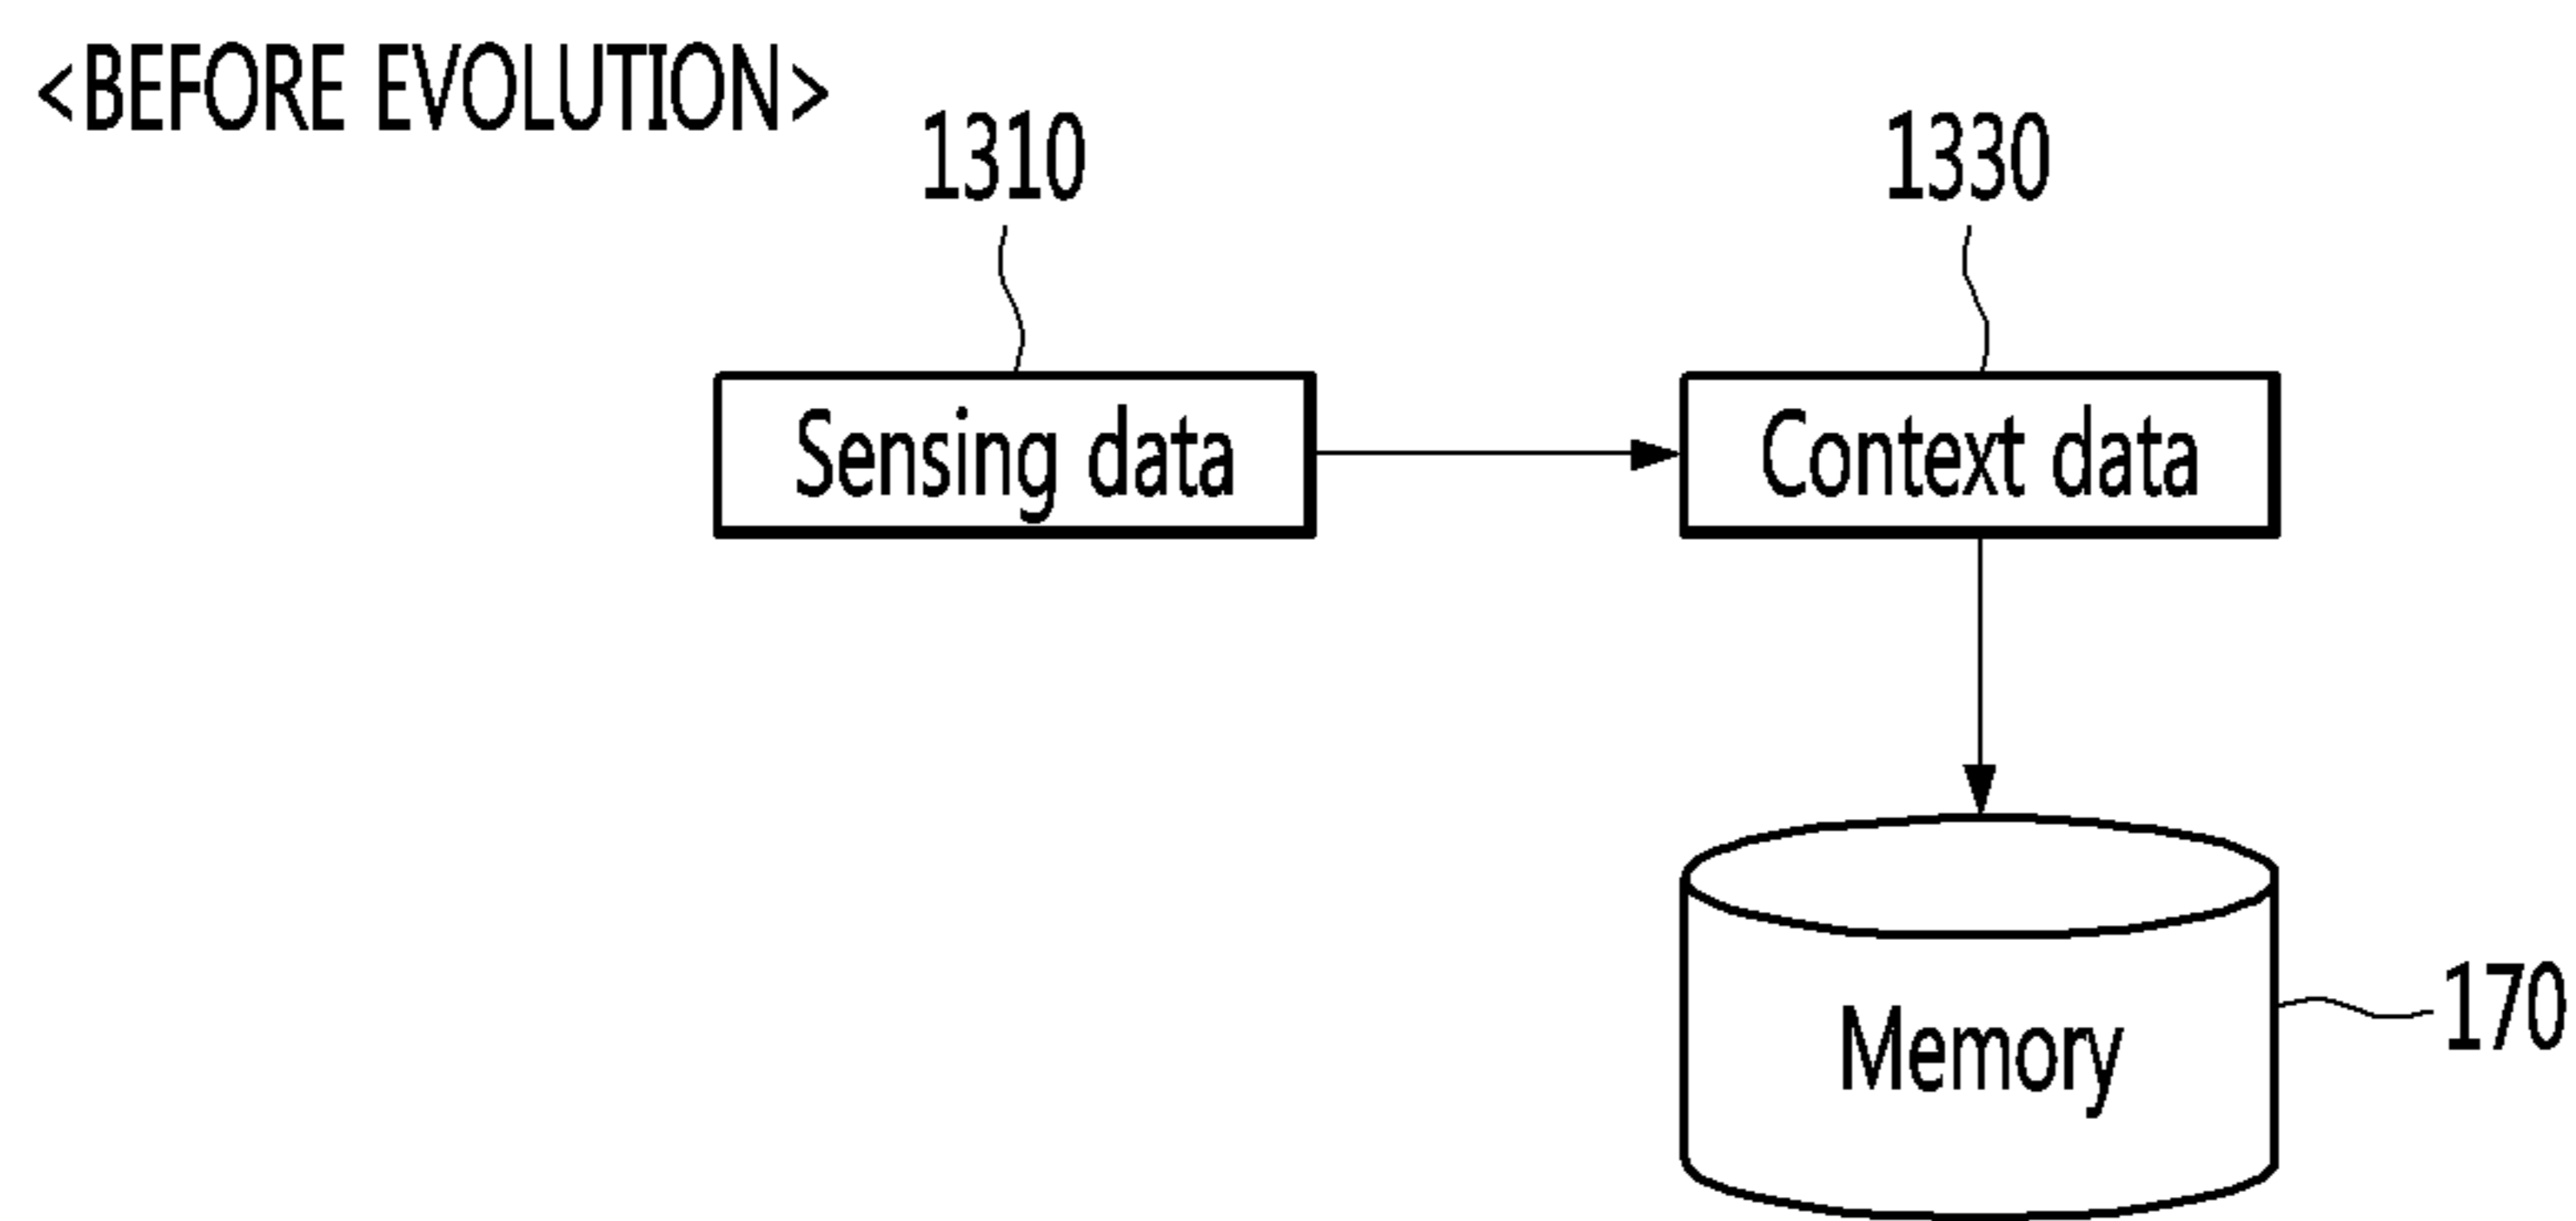 <BEFORE EVOLUTION>
1310
1330
Sensing data
Context data
Memory
170